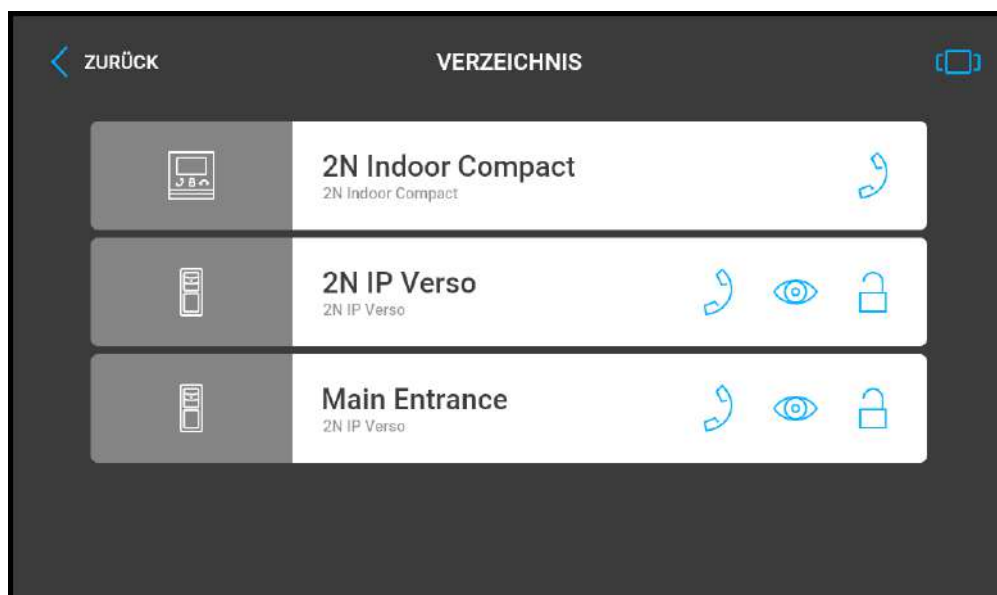 ZURÜCK
VERZEICHNIS
2N Indoor Compact
2N Indoor Compact
2N IP Verso
2N IP Verso
Main Entrance
2N IP Verso